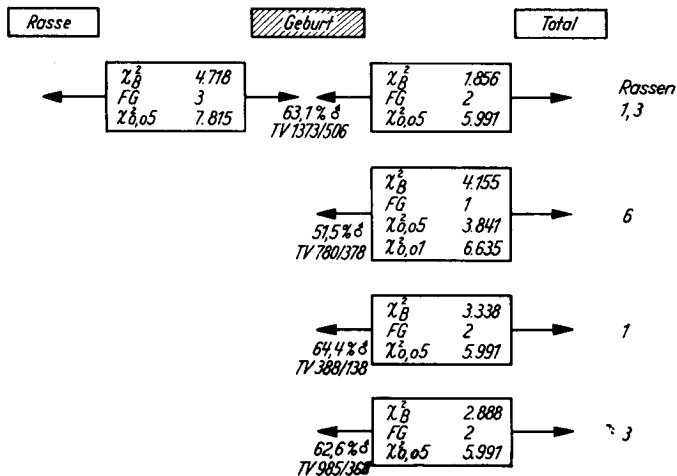 Rasse Geburt Total
χ²B 4.718 χ²B 1.856
FG 3 FG 2 Rassen
χ²0,05 7.815 63,1 % ♂ χ²0,05 5.991 1,3
TV 1373/506
χ²B 4.155
FG 1 6
χ²0,05 3.841
51,5 % ♂ χ²0,01 6.635
TV 780/378
χ²B 3.338
FG 2 1
64,4 % ♂ χ²0,05 5.991
TV 388/138
χ²B 2.888
FG 2 3
62,6 % ♂ χ²0,05 5.991